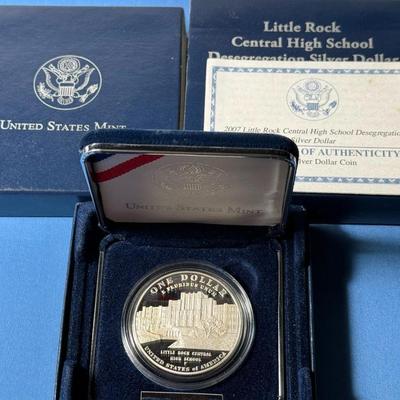 Little Rock
Central High School
Desegregation Silver Dollar
UNITED STATES MINT
2007 Little Rock Central High School Desegregation
Silver Dollar
OF AUTHENTICITY
Silver Dollar Coin
UNITED STATES MINT
ONE DOLLAR
E PLURIBUS UNUM
LITTLE ROCK CENTRAL
HIGH SCHOOL
P
UNITED STATES of AMERICA